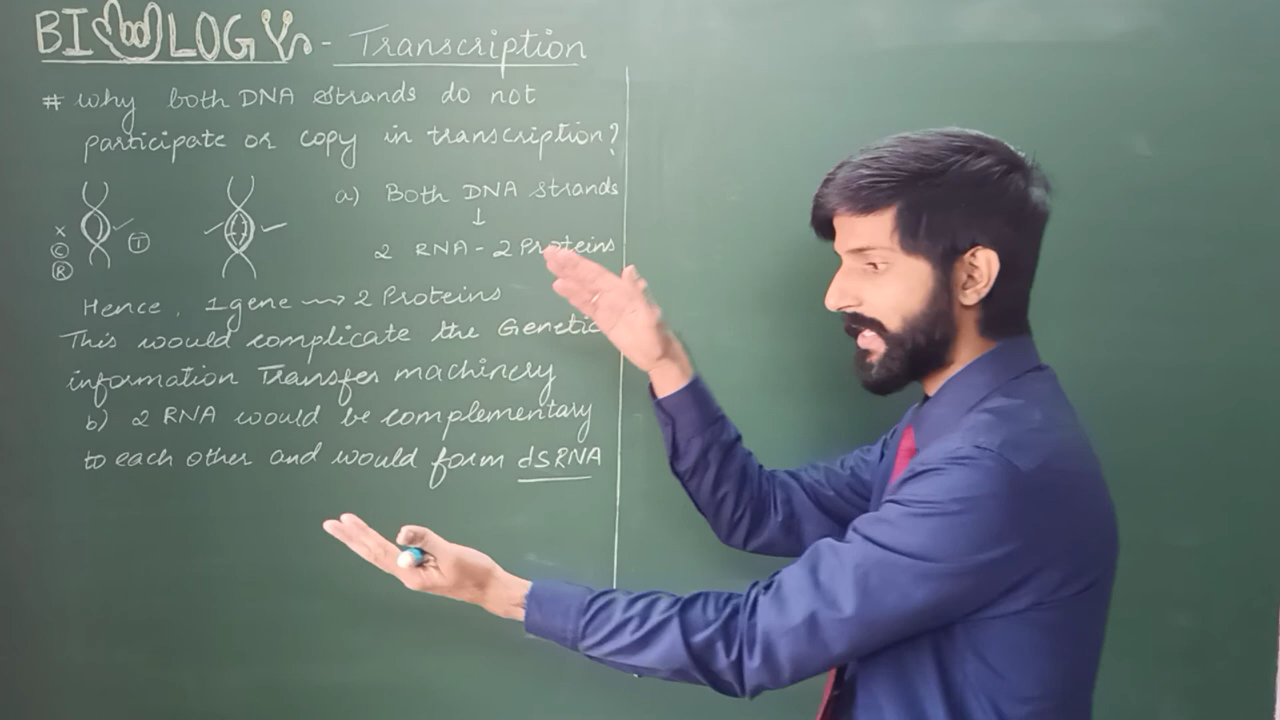 BIOLOGY - Transcription
# why both DNA strands do not
participate or copy in transcription?
a) Both DNA strands
↓
2 RNA - 2 Proteins
x
C
R
T
Hence, 1 gene ⟿ 2 Proteins
This would complicate the Genetic
information Transfer machinery
b) 2 RNA would be complementary
to each other and would form dsRNA